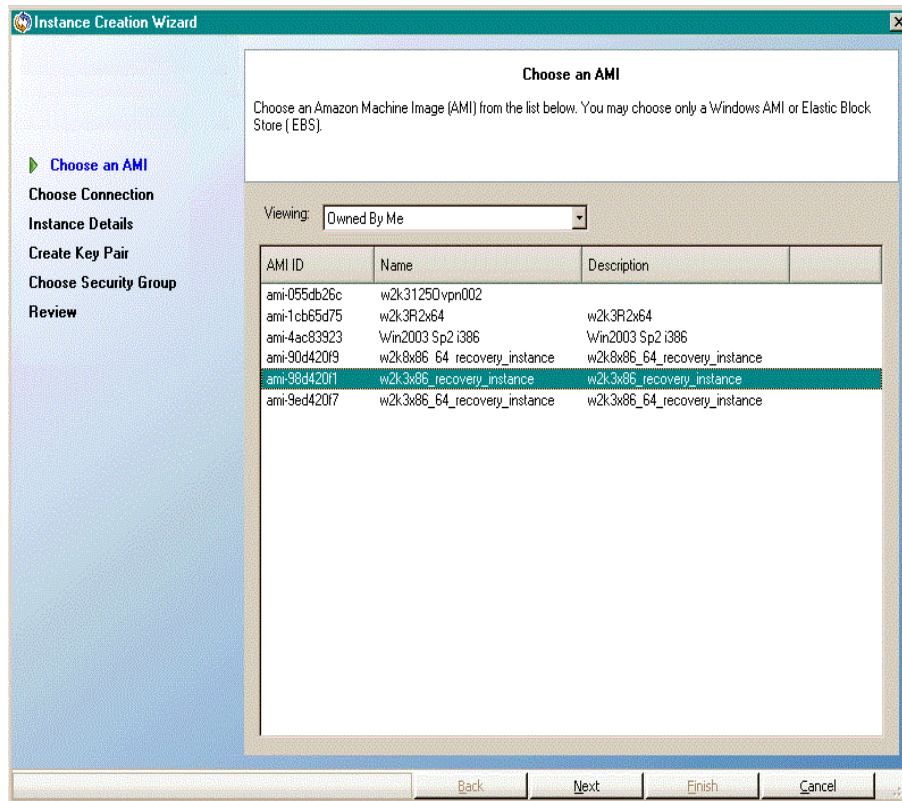 Instance Creation Wizard
Choose an AMI
Choose an Amazon Machine Image (AMI) from the list below. You may choose only a Windows AMI or Elastic Block
Store ( EBS).
Choose an AMI
Choose Connection
Instance Details
Create Key Pair
Choose Security Group
Review
Viewing: Owned By Me
AMI ID Name Description
ami-055db26c w2k3125Ovpn002
ami-1cb65d75 w2k3R2x64 w2k3R2x64
ami-4ac83923 Win2003 Sp2 i386 Win2003 Sp2 i386
ami-90d420f9 w2k8x86_64_recovery_instance w2k8x86_64_recovery_instance
ami-98d420f1 w2k3x86_recovery_instance w2k3x86_recovery_instance
ami-9ed420f7 w2k3x86_64_recovery_instance w2k3x86_64_recovery_instance
Back Next Finish Cancel